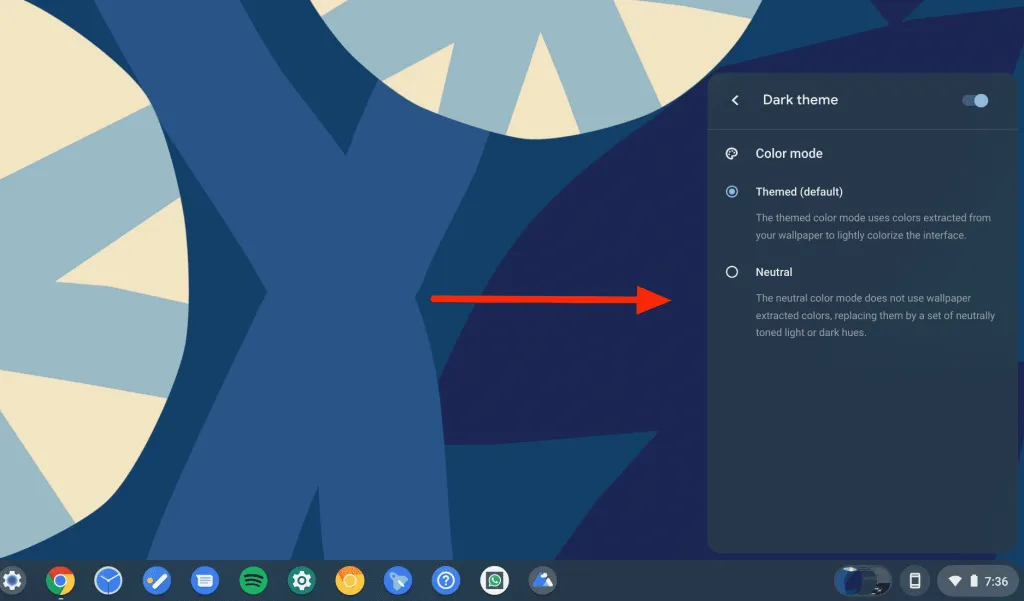 Dark theme
Color mode
Themed (default)
The themed color mode uses colors extracted from
your wallpaper to lightly colorize the interface.
Neutral
The neutral color mode does not use wallpaper
extracted colors, replacing them by a set of neutrally
toned light or dark hues.
7:36